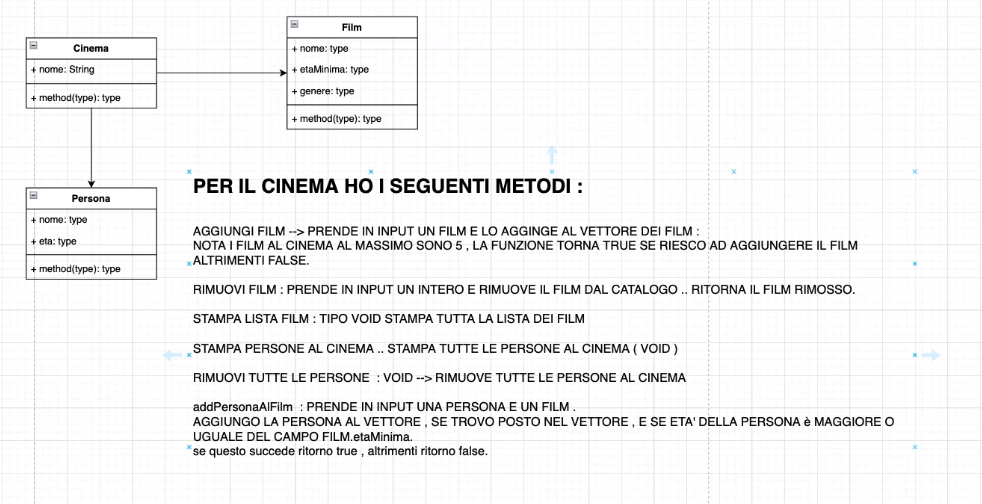 Film
+ nome: type
+ etaMinima: type
+ genere: type
+ method(type): type
Cinema
+ nome: String
+ method(type): type
Persona
+ nome: type
+ eta: type
+ method(type): type
PER IL CINEMA HO I SEGUENTI METODI :
AGGIUNGI FILM --> PRENDE IN INPUT UN FILM E LO AGGINGE AL VETTORE DEI FILM :
NOTA I FILM AL CINEMA AL MASSIMO SONO 5 , LA FUNZIONE TORNA TRUE SE RIESCO AD AGGIUNGERE IL FILM
ALTRIMENTI FALSE.
RIMUOVI FILM : PRENDE IN INPUT UN INTERO E RIMUOVE IL FILM DAL CATALOGO .. RITORNA IL FILM RIMOSSO.
STAMPA LISTA FILM : TIPO VOID STAMPA TUTTA LA LISTA DEI FILM
STAMPA PERSONE AL CINEMA .. STAMPA TUTTE LE PERSONE AL CINEMA ( VOID )
RIMUOVI TUTTE LE PERSONE : VOID --> RIMUOVE TUTTE LE PERSONE AL CINEMA
addPersonaAlFilm : PRENDE IN INPUT UNA PERSONA E UN FILM .
AGGIUNGO LA PERSONA AL VETTORE , SE TROVO POSTO NEL VETTORE , E SE ETA' DELLA PERSONA è MAGGIORE O
UGUALE DEL CAMPO FILM.etaMinima.
se questo succede ritorno true , altrimenti ritorno false.